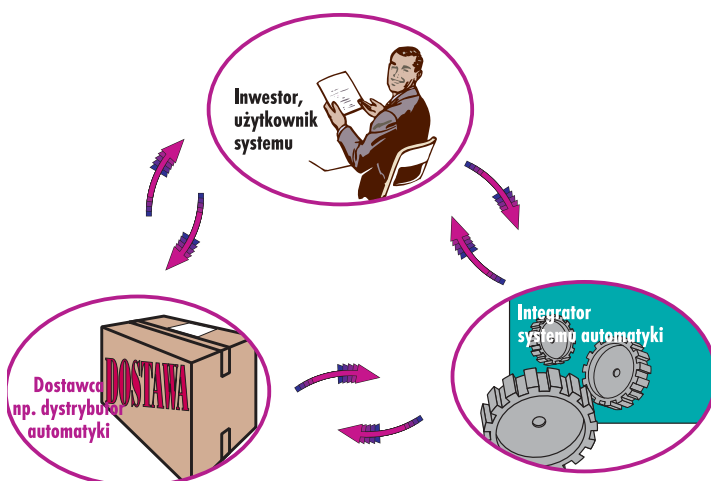 Inwestor,
użytkownik
systemu
Integrator
systemu automatyki
DOSTAWA
Dostawca
np. dystrybutor
automatyki